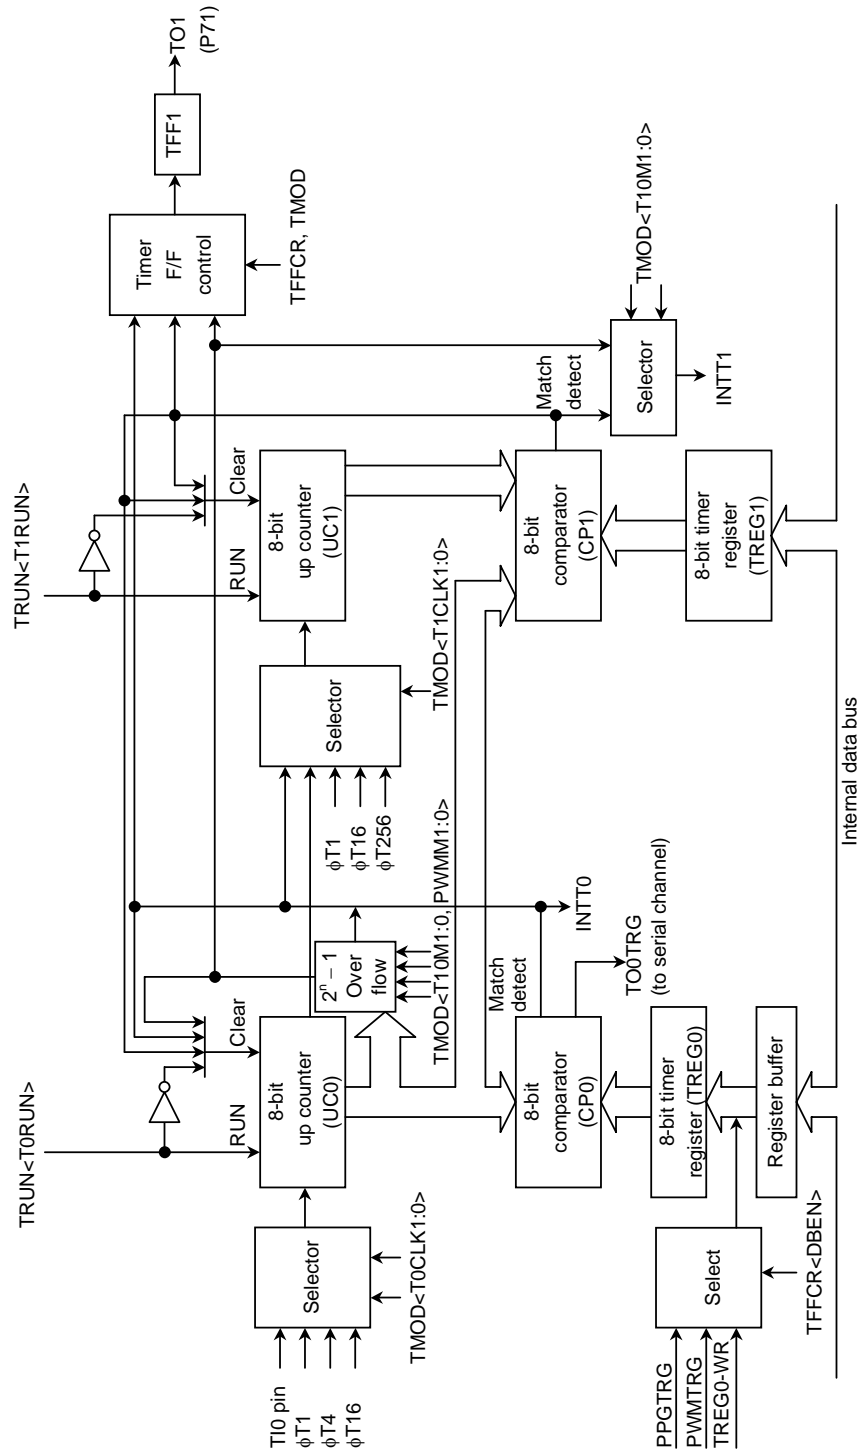 TRUN<T0RUN>
TRUN<T1RUN>
TI0 pin
ϕT1
ϕT4
ϕT16
Selector
TMOD<T0CLK1:0>
RUN
Clear
8-bit
up counter
(UC0)
2ⁿ − 1
Over
flow
TMOD<T10M1:0, PWMM1:0>
ϕT1
ϕT16
ϕT256
Selector
TMOD<T1CLK1:0>
RUN
Clear
8-bit
up counter
(UC1)
Timer
F/F
control
TFFCR, TMOD
TFF1
TO1
(P71)
8-bit
comparator
(CP0)
Match
detect
INTT0
TO0TRG
(to serial channel)
8-bit
comparator
(CP1)
Match
detect
Selector
TMOD<T10M1:0>
INTT1
PPGTRG
PWMTRG
TREG0-WR
Select
TFFCR<DBEN>
8-bit timer
register (TREG0)
Register buffer
8-bit timer
register
(TREG1)
Internal data bus